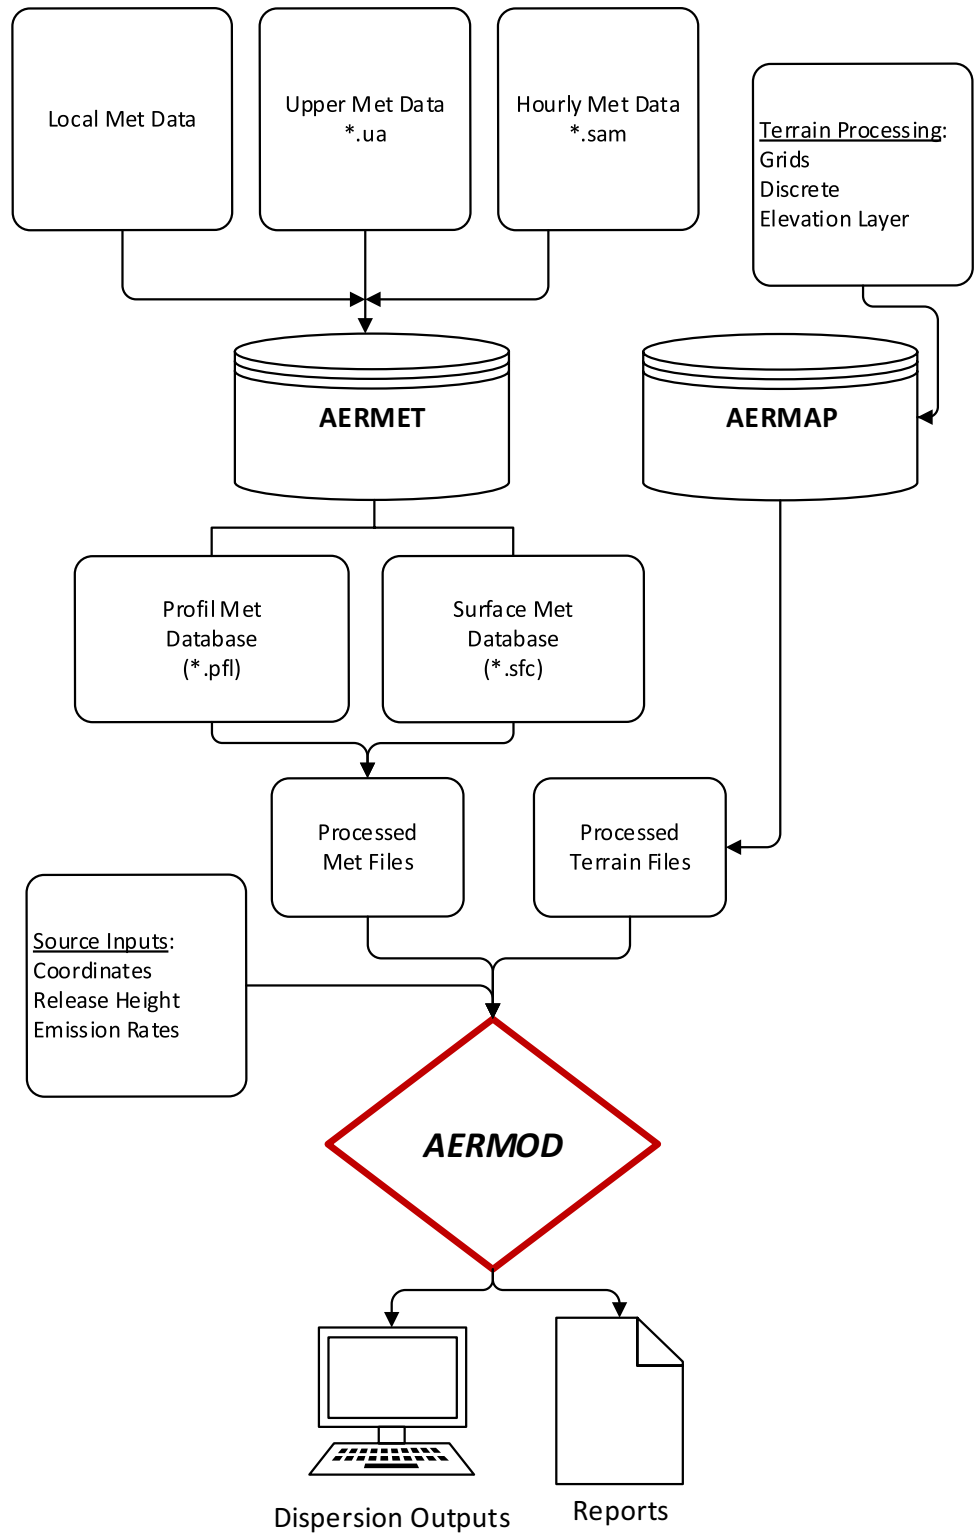 Local Met Data
Upper Met Data
*.ua
Hourly Met Data
*.sam
Terrain Processing:
Grids
Discrete
Elevation Layer
AERMET
AERMAP
Profil Met
Database
(*.pfl)
Surface Met
Database
(*.sfc)
Processed
Met Files
Processed
Terrain Files
Source Inputs:
Coordinates
Release Height
Emission Rates
AERMOD
Dispersion Outputs
Reports